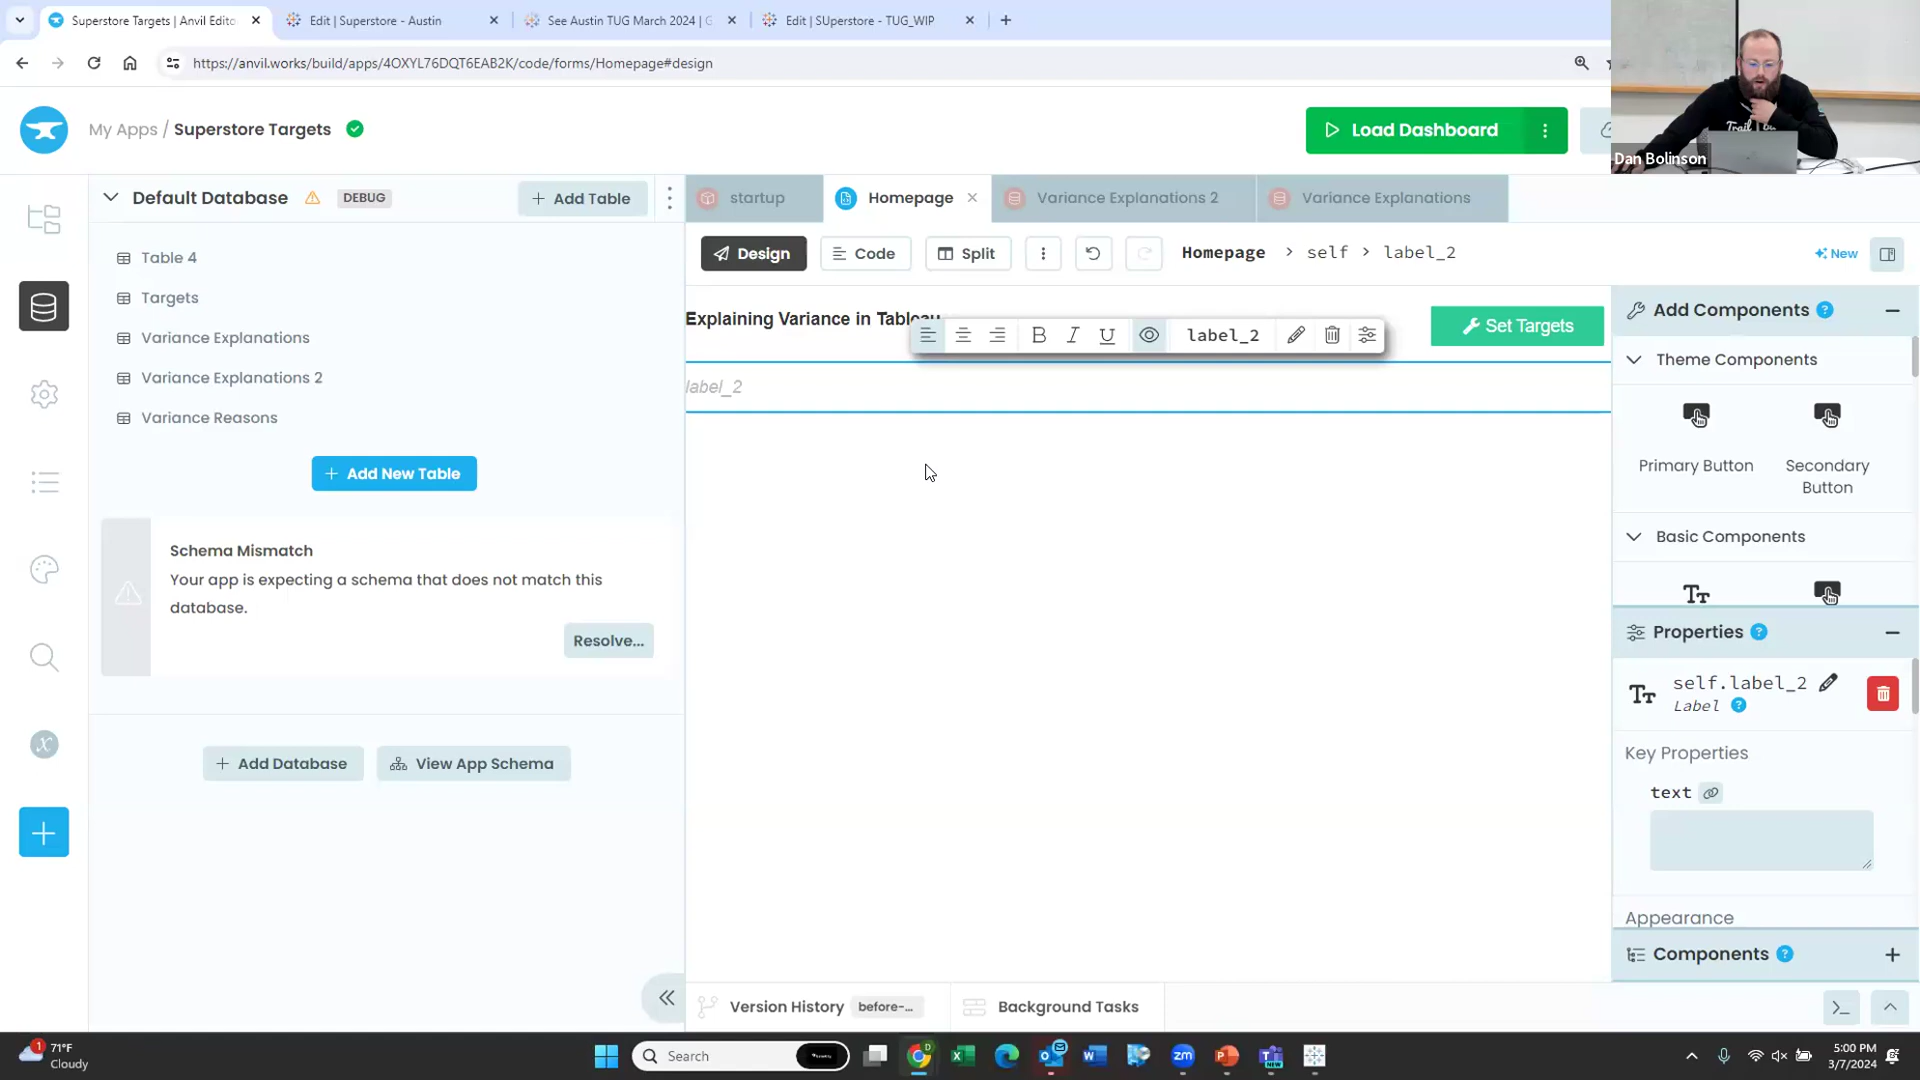 Superstore Targets | Anvil Edito
Edit | Superstore - Austin
See Austin TUG March 2024 | G
Edit | SUperstore - TUG_WIP
https://anvil.works/build/apps/4OXYL76DQT6EAB2K/code/forms/Homepage#design
My Apps / Superstore Targets
Load Dashboard
Dan Bolinson
Default Database
DEBUG
+ Add Table
startup
Homepage
Variance Explanations 2
Variance Explanations
Design
Code
Split
Homepage > self > label_2
New
Table 4
Targets
Variance Explanations
Variance Explanations 2
Variance Reasons
+ Add New Table
Schema Mismatch
Your app is expecting a schema that does not match this
database.
Resolve...
+ Add Database
View App Schema
Explaining Variance in Tableau
B I U
label_2
Set Targets
label_2
Add Components ?
Theme Components
Primary Button
Secondary
Button
Basic Components
Tт
Properties ?
Tт
self.label_2
Label ?
Key Properties
text
Appearance
Components ?
Version History
before-...
Background Tasks
1
71°F
Cloudy
Search
D
zm
NEW
5:00 PM
3/7/2024